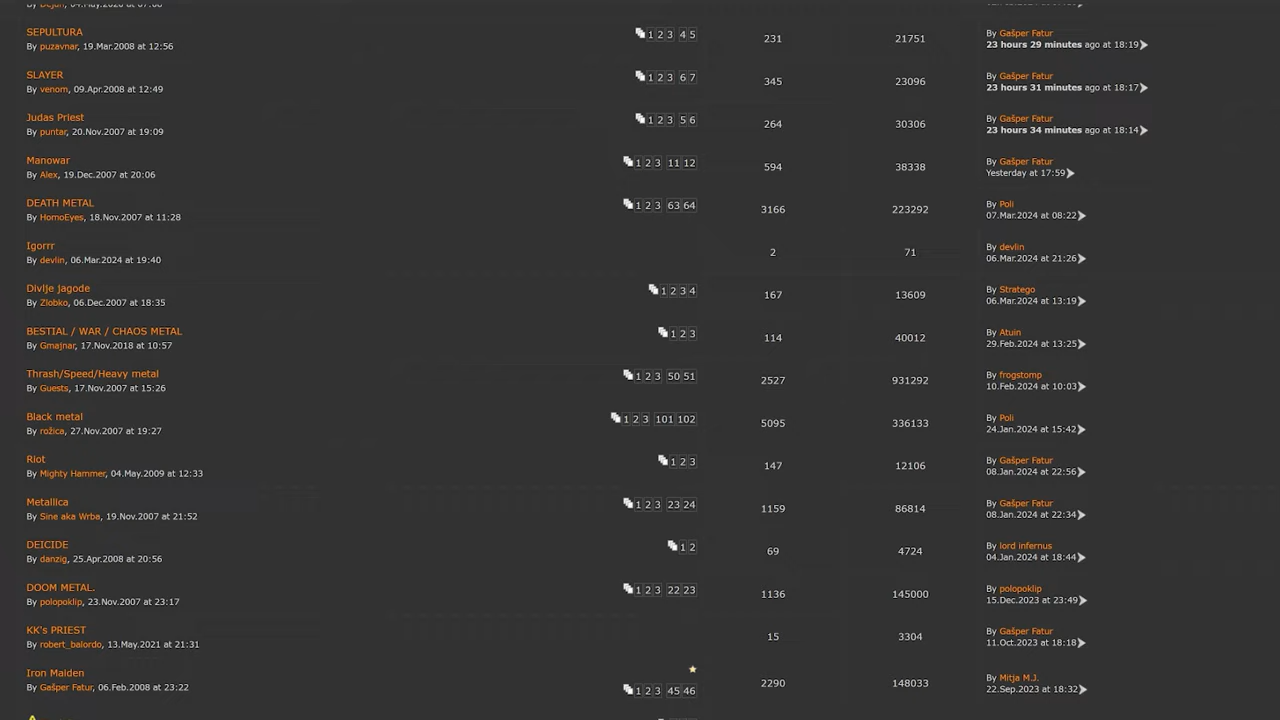 By Dejan, 04.May.2020 at 07:00
SEPULTURA
By puzavnar, 19.Mar.2008 at 12:56
1 2 3 4 5
231
21751
By Gašper Fatur
23 hours 29 minutes ago at 18:19
SLAYER
By venom, 09.Apr.2008 at 12:49
1 2 3 6 7
345
23096
By Gašper Fatur
23 hours 31 minutes ago at 18:17
Judas Priest
By puntar, 20.Nov.2007 at 19:09
1 2 3 5 6
264
30306
By Gašper Fatur
23 hours 34 minutes ago at 18:14
Manowar
By Alex, 19.Dec.2007 at 20:06
1 2 3 11 12
594
38338
By Gašper Fatur
Yesterday at 17:59
DEATH METAL
By HomoEyes, 18.Nov.2007 at 11:28
1 2 3 63 64
3166
223292
By Poli
07.Mar.2024 at 08:22
Igorrr
By devlin, 06.Mar.2024 at 19:40
2
71
By devlin
06.Mar.2024 at 21:26
Divlje jagode
By Zlobko, 06.Dec.2007 at 18:35
1 2 3 4
167
13609
By Stratego
06.Mar.2024 at 13:19
BESTIAL / WAR / CHAOS METAL
By Gmajnar, 17.Nov.2018 at 10:57
1 2 3
114
40012
By Atuin
29.Feb.2024 at 13:25
Thrash/Speed/Heavy metal
By Guests, 17.Nov.2007 at 15:26
1 2 3 50 51
2527
931292
By frogstomp
10.Feb.2024 at 10:03
Black metal
By rožica, 27.Nov.2007 at 19:27
1 2 3 101 102
5095
336133
By Poli
24.Jan.2024 at 15:42
Riot
By Mighty Hammer, 04.May.2009 at 12:33
1 2 3
147
12106
By Gašper Fatur
08.Jan.2024 at 22:56
Metallica
By Sine aka Wrba, 19.Nov.2007 at 21:52
1 2 3 23 24
1159
86814
By Gašper Fatur
08.Jan.2024 at 22:34
DEICIDE
By danzig, 25.Apr.2008 at 20:56
1 2
69
4724
By lord infernus
04.Jan.2024 at 18:44
DOOM METAL.
By polopoklip, 23.Nov.2007 at 23:17
1 2 3 22 23
1136
145000
By polopoklip
15.Dec.2023 at 23:49
KK's PRIEST
By robert_balordo, 13.May.2021 at 21:31
15
3304
By Gašper Fatur
11.Oct.2023 at 18:18
Iron Maiden
By Gašper Fatur, 06.Feb.2008 at 23:22
1 2 3 45 46
2290
148033
By Mitja M.J.
22.Sep.2023 at 18:32